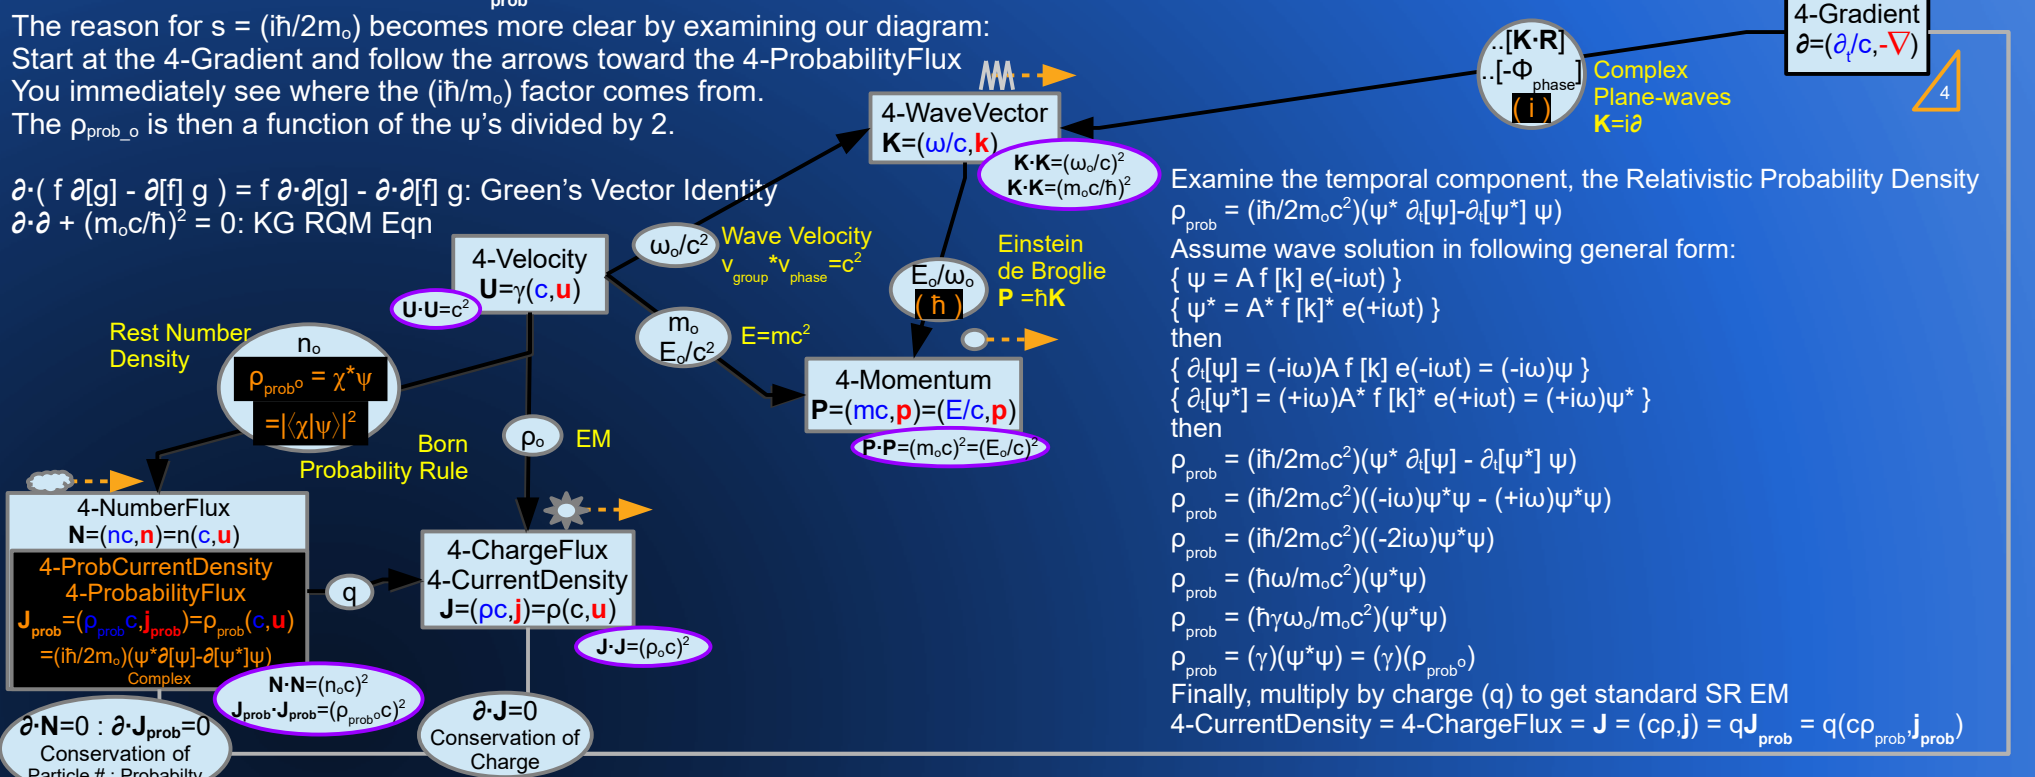 prob
The reason for s = (iħ/2mₒ) becomes more clear by examining our diagram:
Start at the 4-Gradient and follow the arrows toward the 4-ProbabilityFlux
You immediately see where the (iħ/mₒ) factor comes from.
The ρprob_o is then a function of the ψ's divided by 2.
∂·( f ∂[g] - ∂[f] g ) = f ∂·∂[g] - ∂·∂[f] g: Green's Vector Identity
∂·∂ + (mₒc/ħ)² = 0: KG RQM Eqn
4-Gradient
∂=(∂t/c,-∇)
4
..[K·R]
..[-Φphase]
( i )
Complex
Plane-waves
K=i∂
4-WaveVector
K=(ω/c,k)
K·K=(ωₒ/c)²
K·K=(mₒc/ħ)²
4-Velocity
U=γ(c,u)
U·U=c²
ωₒ/c²
Wave Velocity
vgroup*vphase=c²
mₒ
Eₒ/c²
E=mc²
Eₒ/ωₒ
( ħ )
Einstein
de Broglie
P =ħK
4-Momentum
P=(mc,p)=(E/c,p)
P·P=(mₒc)²=(Eₒ/c)²
Rest Number
Density
nₒ
ρprobo = χ*ψ
=|⟨χ|ψ⟩|²
Born
Probability Rule
ρₒ
EM
4-NumberFlux
N=(nc,n)=n(c,u)
4-ProbCurrentDensity
4-ProbabilityFlux
Jprob=(ρprobc,jprob)=ρprob(c,u)
=(iħ/2mₒ)(ψ*∂[ψ]-∂[ψ*]ψ)
Complex
N·N=(nₒc)²
Jprob·Jprob=(ρproboc)²
∂·N=0 : ∂·Jprob=0
Conservation of
Particle # : Probabilty
q
4-ChargeFlux
4-CurrentDensity
J=(ρc,j)=ρ(c,u)
J·J=(ρₒc)²
∂·J=0
Conservation of
Charge
Examine the temporal component, the Relativistic Probability Density
ρprob = (iħ/2mₒc²)(ψ* ∂t[ψ]-∂t[ψ*] ψ)
Assume wave solution in following general form:
{ ψ = A f [k] e(-iωt) }
{ ψ* = A* f [k]* e(+iωt) }
then
{ ∂t[ψ] = (-iω)A f [k] e(-iωt) = (-iω)ψ }
{ ∂t[ψ*] = (+iω)A* f [k]* e(+iωt) = (+iω)ψ* }
then
ρprob = (iħ/2mₒc²)(ψ* ∂t[ψ] - ∂t[ψ*] ψ)
ρprob = (iħ/2mₒc²)((-iω)ψ*ψ - (+iω)ψ*ψ)
ρprob = (iħ/2mₒc²)((-2iω)ψ*ψ)
ρprob = (ħω/mₒc²)(ψ*ψ)
ρprob = (ħγωₒ/mₒc²)(ψ*ψ)
ρprob = (γ)(ψ*ψ) = (γ)(ρprobo)
Finally, multiply by charge (q) to get standard SR EM
4-CurrentDensity = 4-ChargeFlux = J = (cρ,j) = qJprob = q(cρprob,jprob)